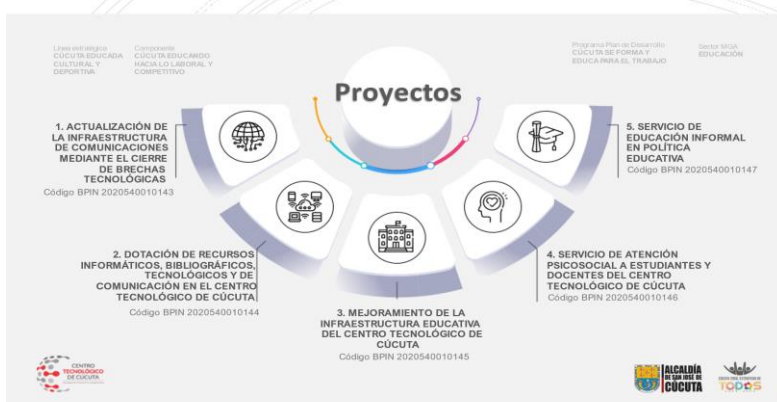 Línea estratégica
CÚCUTA EDUCADA
CULTURAL Y
DEPORTIVA
Componente
CÚCUTA EDUCANDO
HACIA LO LABORAL Y
COMPETITIVO
Programa Plan de Desarrollo
CÚCUTA SE FORMA Y
EDUCA PARA EL TRABAJO
Sector MGA
EDUCACIÓN
Proyectos
1. ACTUALIZACIÓN DE
LA INFRAESTRUCTURA
DE COMUNICACIONES
MEDIANTE EL CIERRE
DE BRECHAS
TECNOLÓGICAS
Código BPIN 2020540010143
2. DOTACIÓN DE RECURSOS
INFORMÁTICOS, BIBLIOGRÁFICOS,
TECNOLÓGICOS Y DE
COMUNICACIÓN EN EL CENTRO
TECNOLÓGICO DE CÚCUTA
Código BPIN 2020540010144
3. MEJORAMIENTO DE LA
INFRAESTRUCTURA EDUCATIVA
DEL CENTRO TECNOLÓGICO DE
CÚCUTA
Código BPIN 2020540010145
4. SERVICIO DE ATENCIÓN
PSICOSOCIAL A ESTUDIANTES Y
DOCENTES DEL CENTRO
TECNOLÓGICO DE CÚCUTA
Código BPIN 2020540010146
5. SERVICIO DE
EDUCACIÓN INFORMAL
EN POLÍTICA
EDUCATIVA
Código BPIN 2020540010147
CENTRO
TECNOLÓGICO
DE CÚCUTA
ALCALDÍA
DE SAN JOSÉ DE
CÚCUTA
TODOS